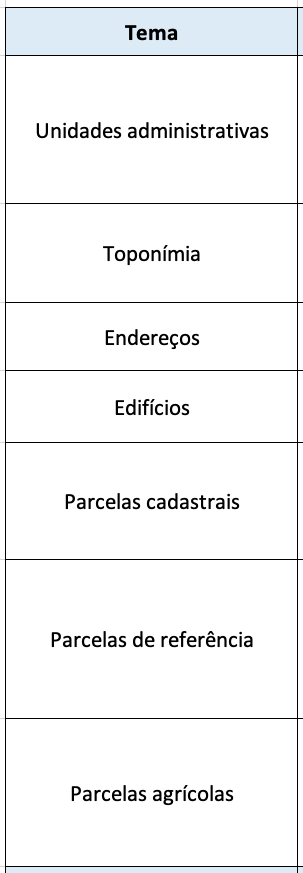 Tema
Unidades administrativas
Toponímia
Endereços
Edifícios
Parcelas cadastrais
Parcelas de referência
Parcelas agrícolas